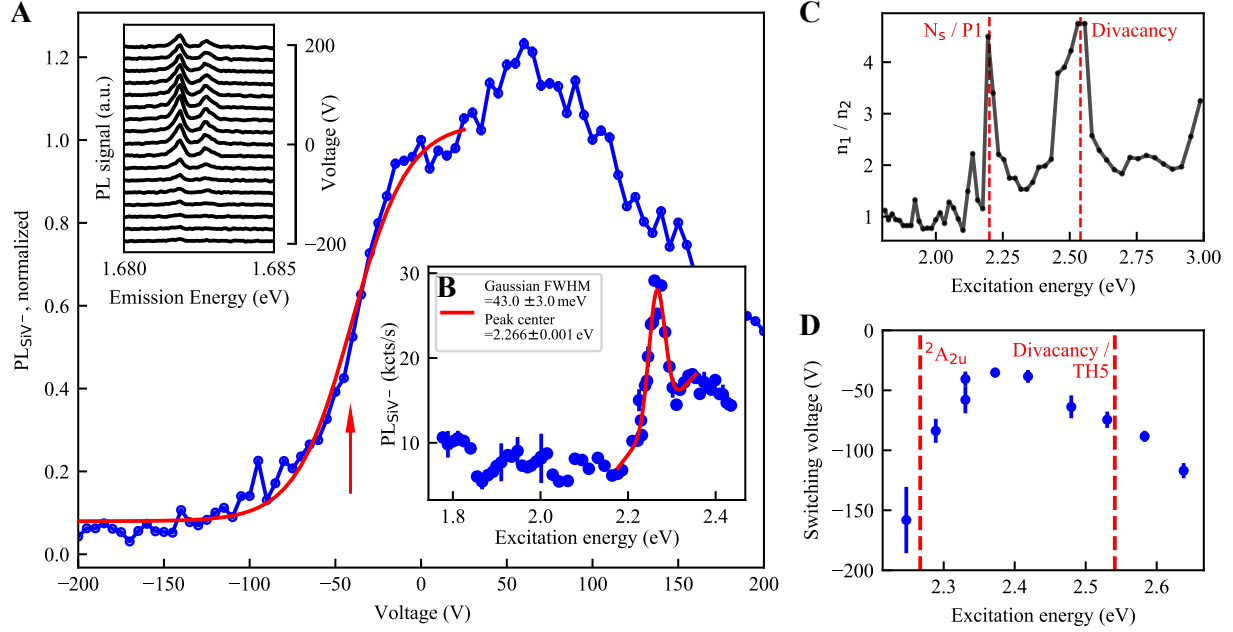 A
1.2
1.0
0.8
0.6
0.4
0.2
0.0
PL_SiV⁻, normalized
−200
−150
−100
−50
0
50
100
150
200
Voltage (V)
PL signal (a.u.)
200
0
−200
Voltage (V)
1.680
1.685
Emission Energy (eV)
B
Gaussian FWHM
=43.0 ±3.0 meV
Peak center
=2.266±0.001 eV
30
20
10
PL_SiV⁻ (kcts/s)
1.8
2.0
2.2
2.4
Excitation energy (eV)
C
Nₛ / P1
Divacancy
4
3
2
1
n₁ / n₂
2.00
2.25
2.50
2.75
3.00
Excitation energy (eV)
D
²A₂ᵤ
Divacancy /
TH5
0
−50
−100
−150
−200
Switching voltage (V)
2.3
2.4
2.5
2.6
Excitation energy (eV)